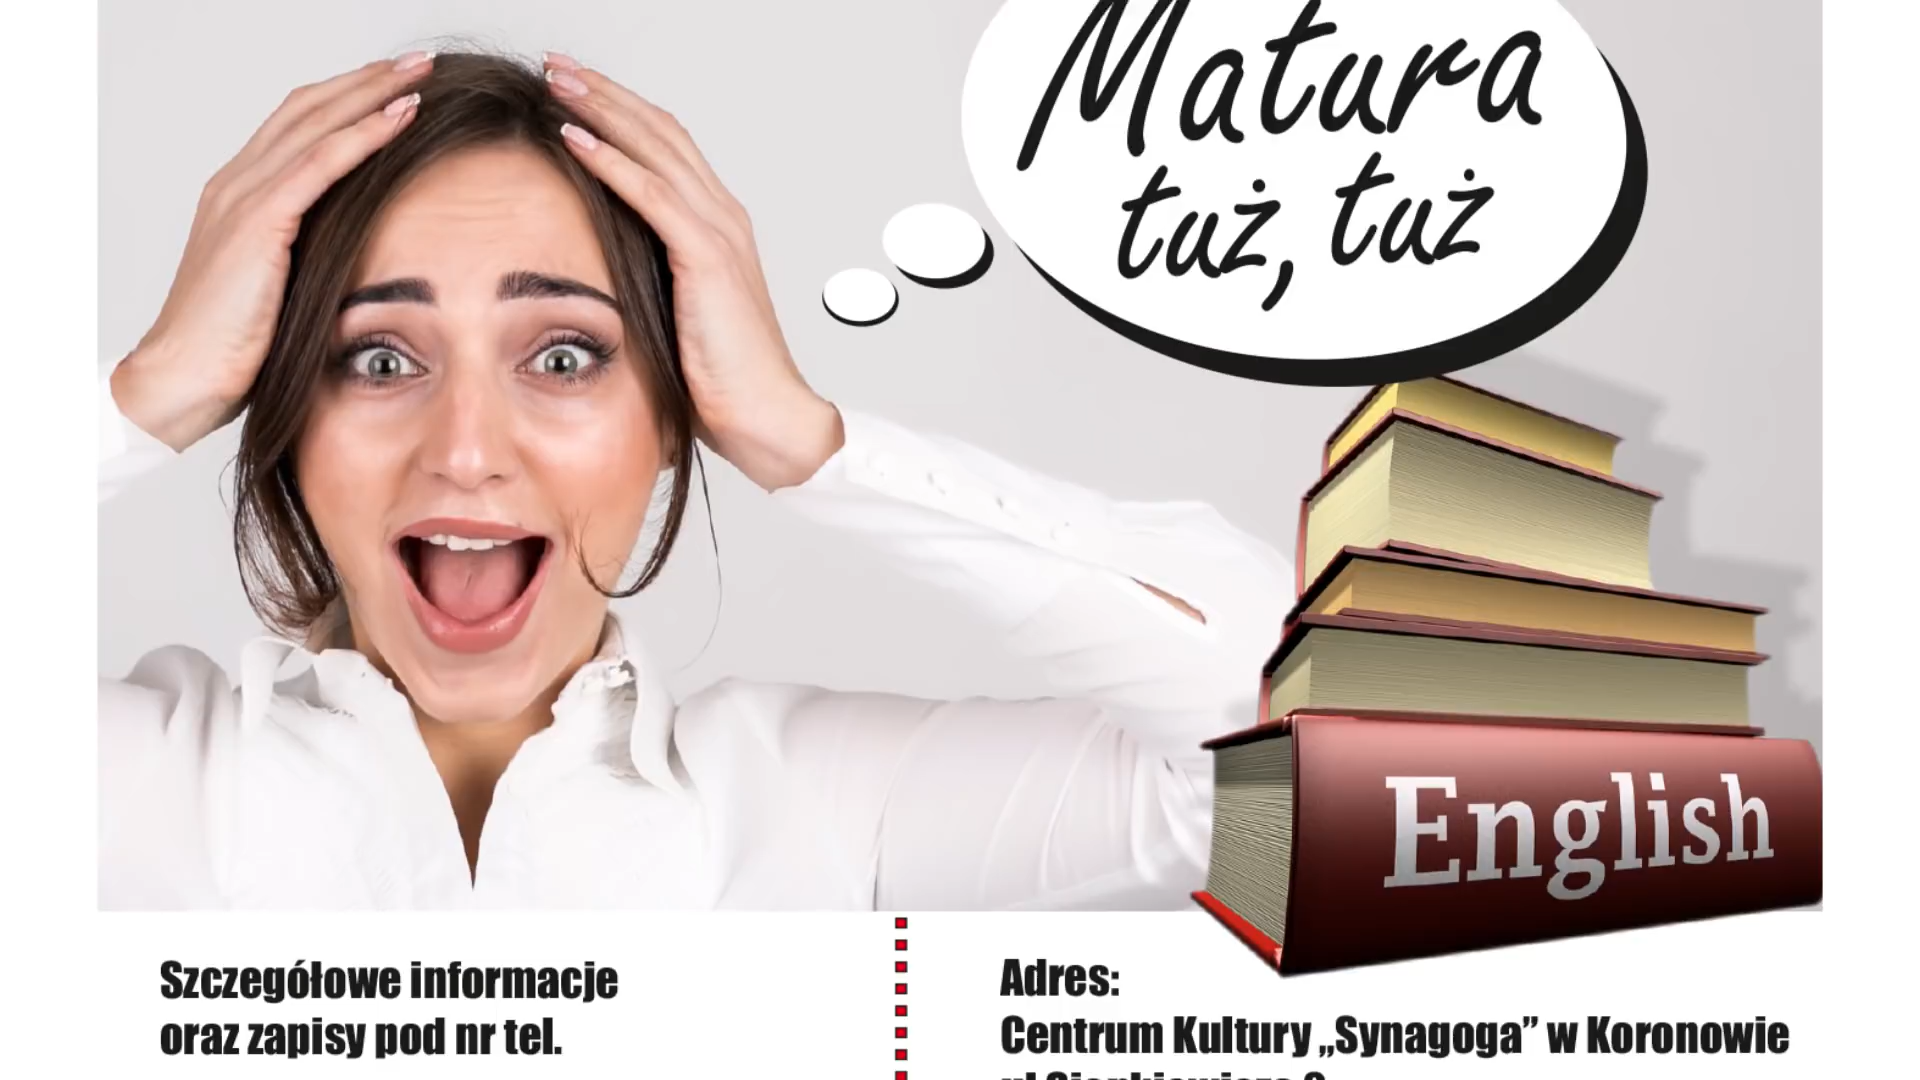 Matura
tuż, tuż
English
Szczegółowe informacje
oraz zapisy pod nr tel.
Adres:
Centrum Kultury „Synagoga” w Koronowie